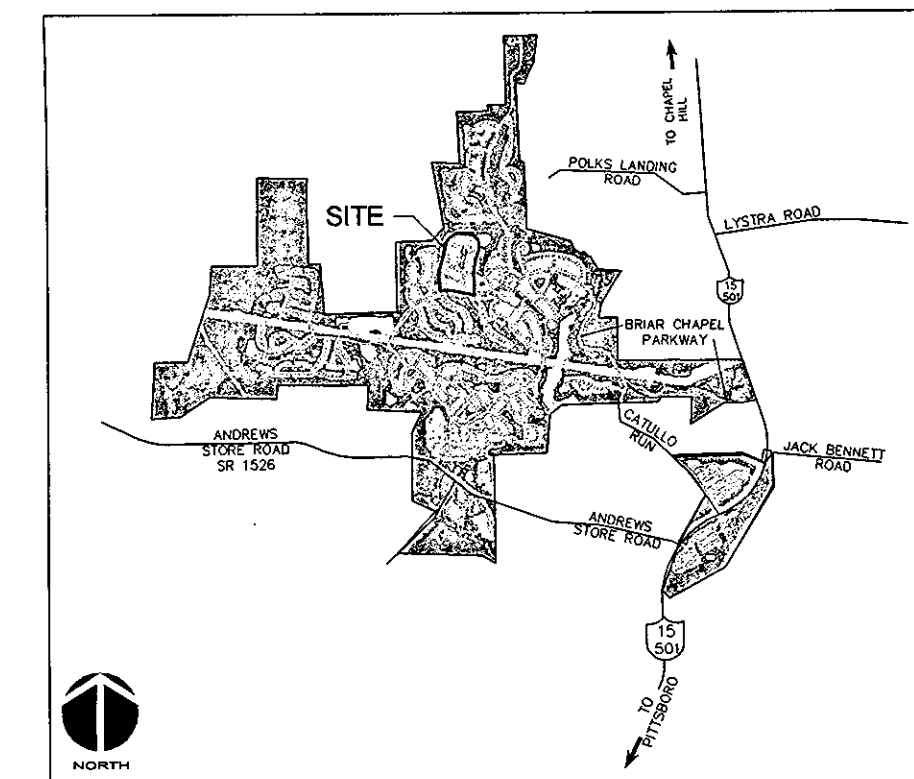 TO CHAPEL
HILL
POLKS LANDING
ROAD
LYSTRA ROAD
SITE
15
501
BRIAR CHAPEL
PARKWAY
CATULLO
RUN
ANDREWS
STORE ROAD
SR 1526
JACK BENNETT
ROAD
ANDREWS
STORE ROAD
15
501
TO
PITTSBORO
NORTH